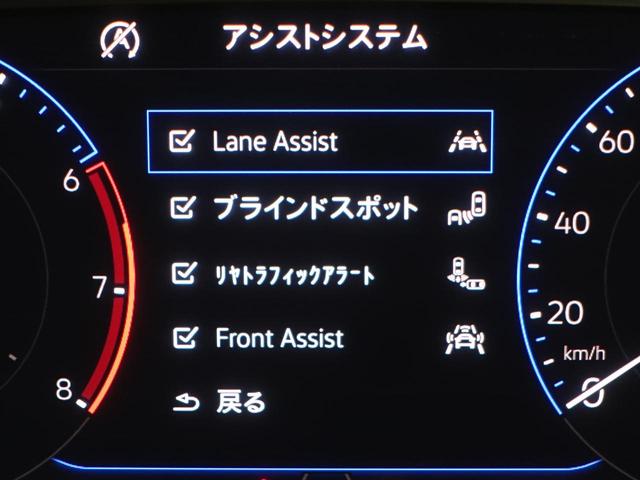 アシストシステム
Lane Assist
ブラインドスポット
リヤトラフィックアラート
Front Assist
戻る
6
7
8
60
40
20
km/h
0